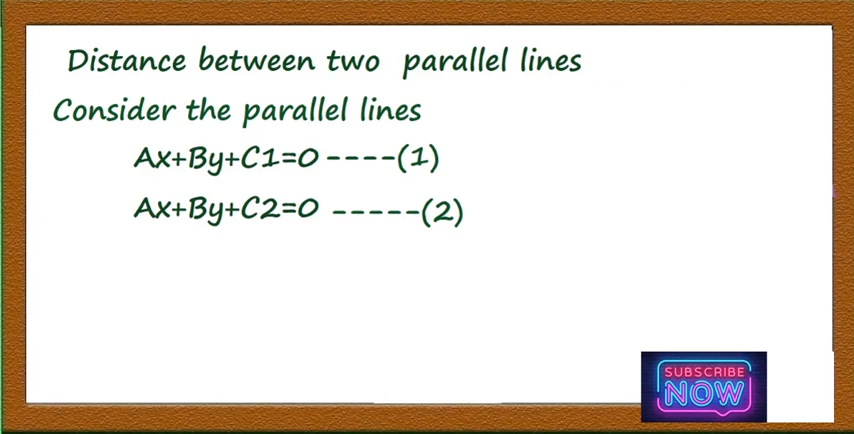 Distance between two parallel lines
Consider the parallel lines
Ax+By+C1=0 ----(1)
Ax+By+C2=0 -----(2)
SUBSCRIBE
NOW